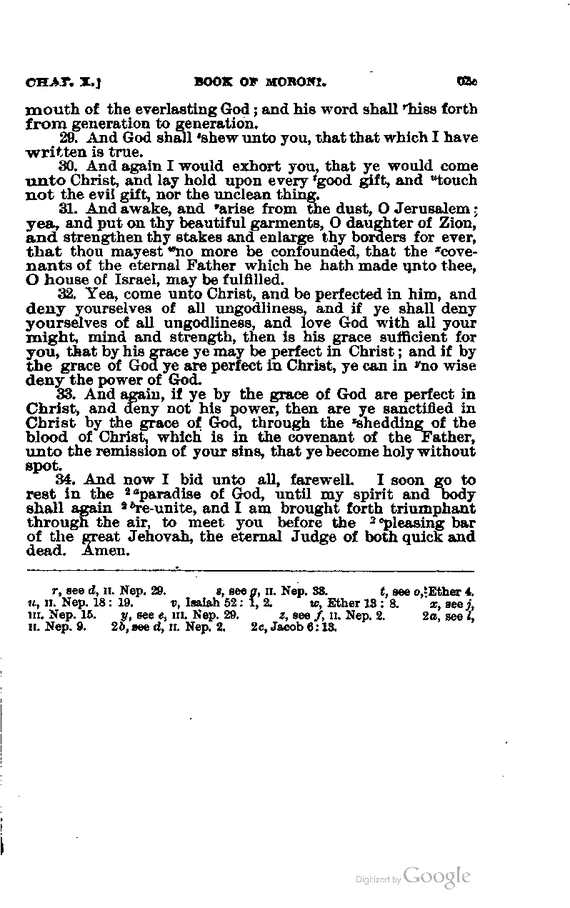 CHAP. X.] BOOK OF MORONI.
mouth of the everlasting God; and his word shall ʳhiss forth
from generation to generation.
29. And God shall ˢshew unto you, that that which I have
written is true.
30. And again I would exhort you, that ye would come
unto Christ, and lay hold upon every ᵗgood gift, and ᵘtouch
not the evil gift, nor the unclean thing.
31. And awake, and ᵛarise from the dust, O Jerusalem;
yea, and put on thy beautiful garments, O daughter of Zion,
and strengthen thy stakes and enlarge thy borders for ever,
that thou mayest ʷno more be confounded, that the ˣcove-
nants of the eternal Father which he hath made unto thee,
O house of Israel, may be fulfilled.
32. Yea, come unto Christ, and be perfected in him, and
deny yourselves of all ungodliness, and if ye shall deny
yourselves of all ungodliness, and love God with all your
might, mind and strength, then is his grace sufficient for
you, that by his grace ye may be perfect in Christ; and if by
the grace of God ye are perfect in Christ, ye can in ʸno wise
deny the power of God.
33. And again, if ye by the grace of God are perfect in
Christ, and deny not his power, then are ye sanctified in
Christ by the grace of God, through the ᶻshedding of the
blood of Christ, which is in the covenant of the Father,
unto the remission of your sins, that ye become holy without
spot.
34. And now I bid unto all, farewell. I soon go to
rest in the ²ᵃparadise of God, until my spirit and body
shall again ²ᵇre-unite, and I am brought forth triumphant
through the air, to meet you before the ²ᶜpleasing bar
of the great Jehovah, the eternal Judge of both quick and
dead. Amen.
r, see d, II. Nep. 29. s, see g, II. Nep. 33. t, see o, Ether 4.
u, II. Nep. 18: 19. v, Isaiah 52: 1, 2. w, Ether 13: 8. x, see j,
III. Nep. 15. y, see e, III. Nep. 29. z, see f, II. Nep. 2. 2a, see l,
II. Nep. 9. 2b, see d, II. Nep. 2. 2c, Jacob 6: 13.
Digitized by Google